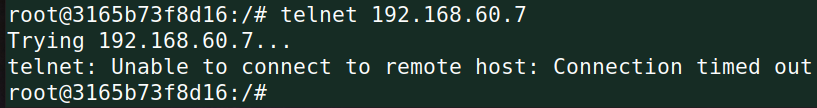 root@3165b73f8d16:/# telnet 192.168.60.7
Trying 192.168.60.7...
telnet: Unable to connect to remote host: Connection timed out
root@3165b73f8d16:/#